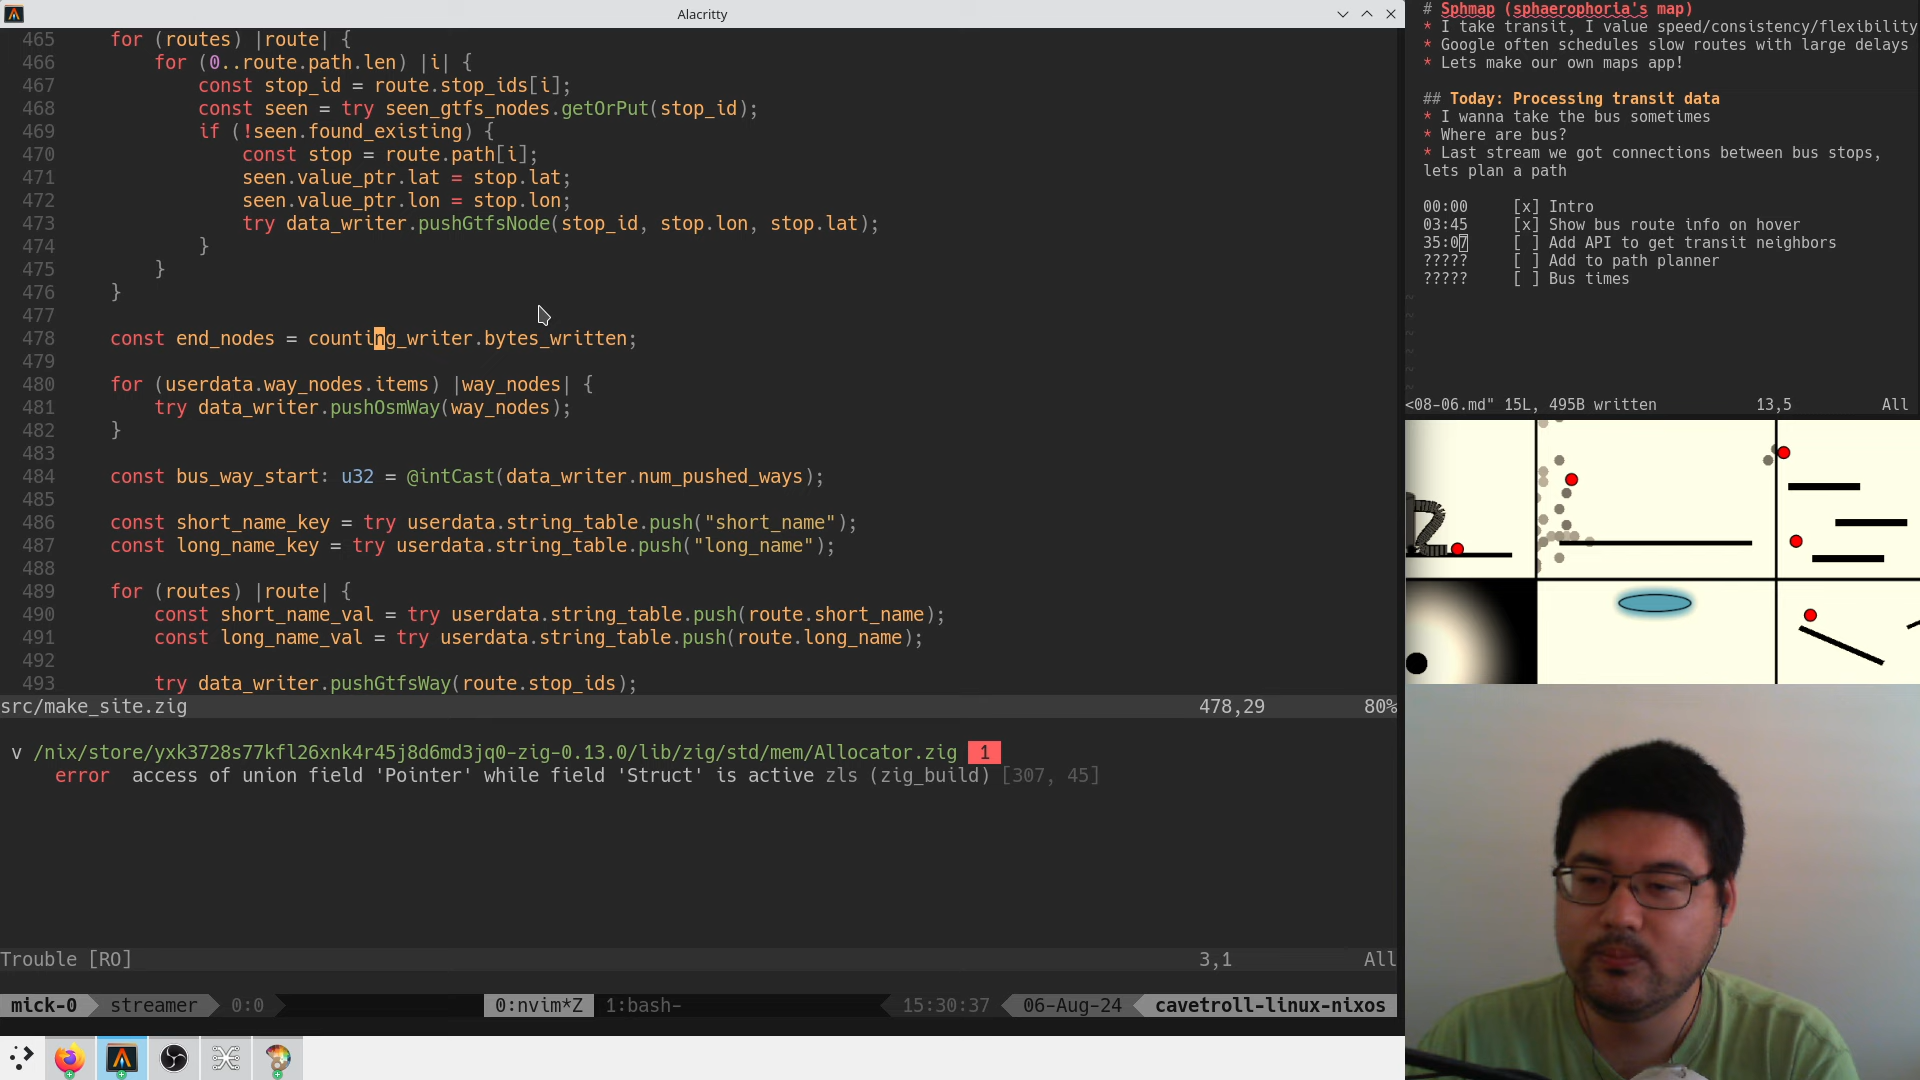 Alacritty
465 for (routes) |route| {
466 for (0..route.path.len) |i| {
467 const stop_id = route.stop_ids[i];
468 const seen = try seen_gtfs_nodes.getOrPut(stop_id);
469 if (!seen.found_existing) {
470 const stop = route.path[i];
471 seen.value_ptr.lat = stop.lat;
472 seen.value_ptr.lon = stop.lon;
473 try data_writer.pushGtfsNode(stop_id, stop.lon, stop.lat);
474 }
475 }
476 }
477
478 const end_nodes = counting_writer.bytes_written;
479
480 for (userdata.way_nodes.items) |way_nodes| {
481 try data_writer.pushOsmWay(way_nodes);
482 }
483
484 const bus_way_start: u32 = @intCast(data_writer.num_pushed_ways);
485
486 const short_name_key = try userdata.string_table.push("short_name");
487 const long_name_key = try userdata.string_table.push("long_name");
488
489 for (routes) |route| {
490 const short_name_val = try userdata.string_table.push(route.short_name);
491 const long_name_val = try userdata.string_table.push(route.long_name);
492
493 try data_writer.pushGtfsWay(route.stop_ids);
src/make_site.zig 478,29 80%
v /nix/store/yxk3728s77kfl26xnk4r45j8d6md3jq0-zig-0.13.0/lib/zig/std/mem/Allocator.zig 1
error access of union field 'Pointer' while field 'Struct' is active zls (zig_build) [307, 45]
Trouble [RO] 3,1 All
mick-0 streamer 0:0 0:nvim*Z 1:bash- 15:30:37 06-Aug-24 cavetroll-linux-nixos
# Sphmap (sphaerophoria's map)
* I take transit, I value speed/consistency/flexibility
* Google often schedules slow routes with large delays
* Lets make our own maps app!
## Today: Processing transit data
* I wanna take the bus sometimes
* Where are bus?
* Last stream we got connections between bus stops,
lets plan a path
00:00 [x] Intro
03:45 [x] Show bus route info on hover
35:07 [ ] Add API to get transit neighbors
????? [ ] Add to path planner
????? [ ] Bus times
~
~
~
~
~
~
<08-06.md" 15L, 495B written 13,5 All